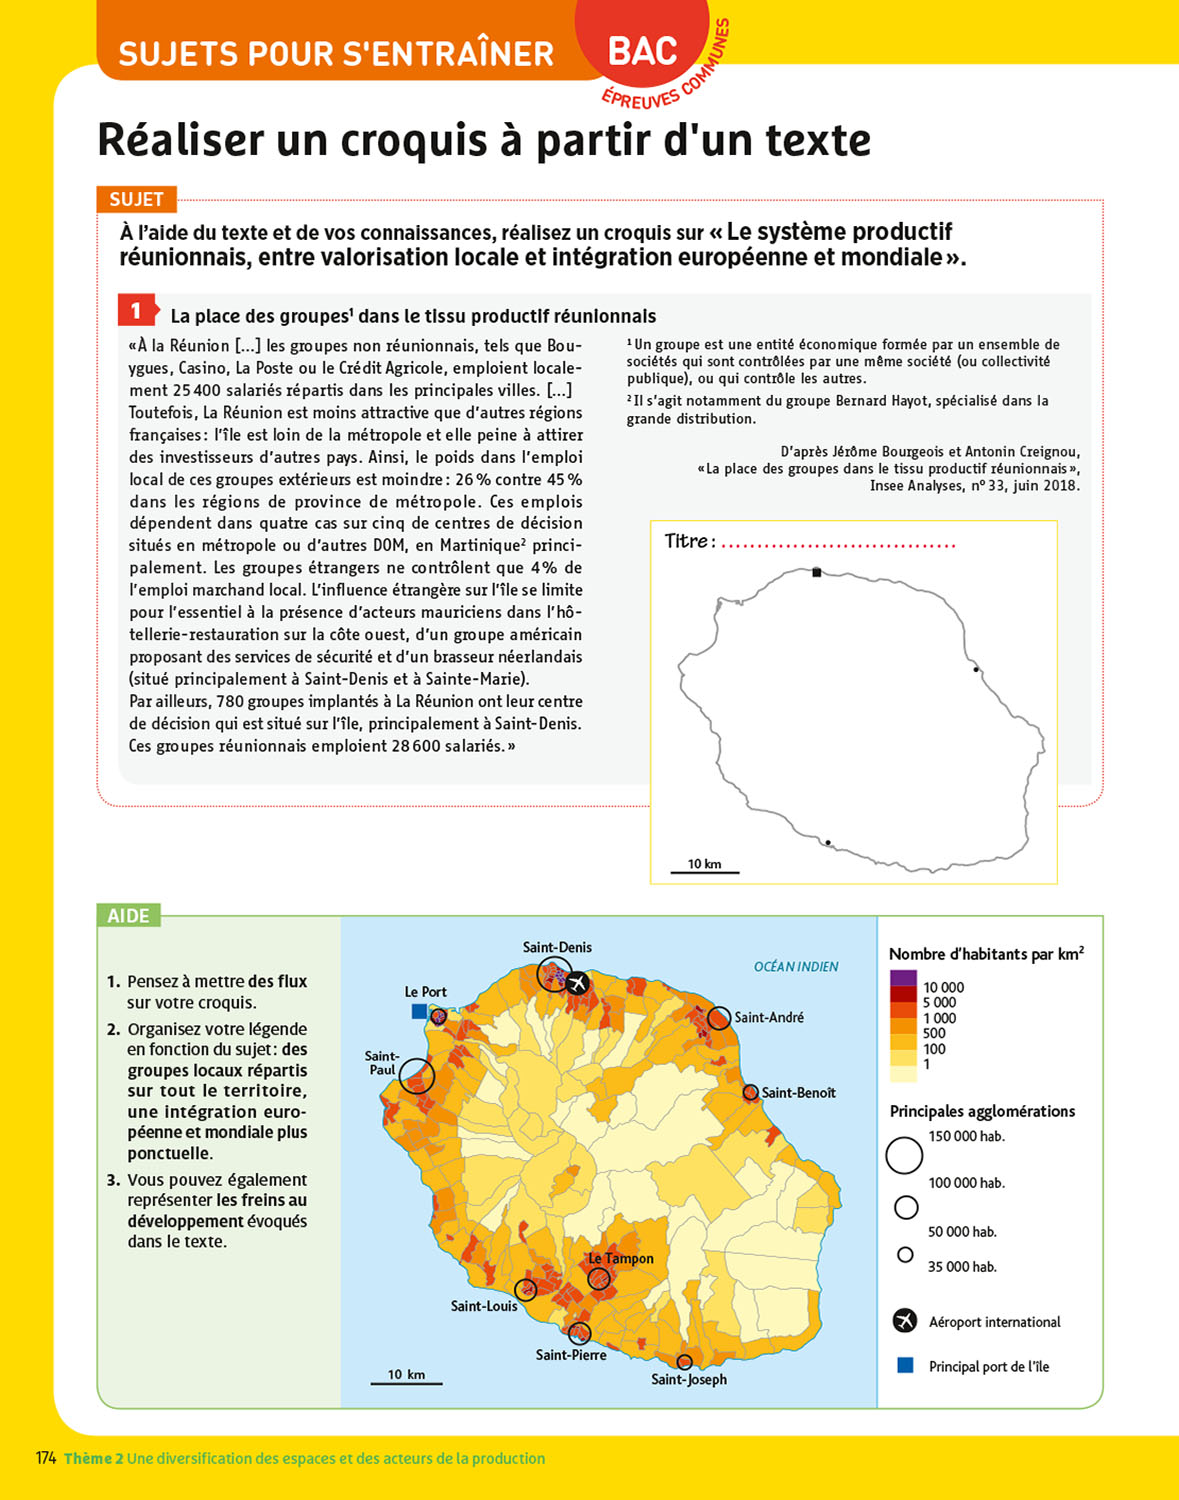 SUJETS POUR S'ENTRAÎNER
BAC
ÉPREUVES COMMUNES
Réaliser un croquis à partir d'un texte
SUJET
À l'aide du texte et de vos connaissances, réalisez un croquis sur « Le système productif
réunionnais, entre valorisation locale et intégration européenne et mondiale ».
1
La place des groupes¹ dans le tissu productif réunionnais
«À la Réunion [...] les groupes non réunionnais, tels que Bou-
ygues, Casino, La Poste ou le Crédit Agricole, emploient locale-
ment 25 400 salariés répartis dans les principales villes. [...]
Toutefois, La Réunion est moins attractive que d'autres régions
françaises : l'île est loin de la métropole et elle peine à attirer
des investisseurs d'autres pays. Ainsi, le poids dans l'emploi
local de ces groupes extérieurs est moindre : 26 % contre 45 %
dans les régions de province de métropole. Ces emplois
dépendent dans quatre cas sur cinq de centres de décision
situés en métropole ou d'autres DOM, en Martinique² princi-
palement. Les groupes étrangers ne contrôlent que 4 % de
l'emploi marchand local. L'influence étrangère sur l'île se limite
pour l'essentiel à la présence d'acteurs mauriciens dans l'hô-
tellerie-restauration sur la côte ouest, d'un groupe américain
proposant des services de sécurité et d'un brasseur néerlandais
(situé principalement à Saint-Denis et à Sainte-Marie).
Par ailleurs, 780 groupes implantés à La Réunion ont leur centre
de décision qui est situé sur l'île, principalement à Saint-Denis.
Ces groupes réunionnais emploient 28 600 salariés. »
¹ Un groupe est une entité économique formée par un ensemble de
sociétés qui sont contrôlées par une même société (ou collectivité
publique), ou qui contrôle les autres.
² Il s'agit notamment du groupe Bernard Hayot, spécialisé dans la
grande distribution.
D'après Jérôme Bourgeois et Antonin Creignou,
« La place des groupes dans le tissu productif réunionnais »,
Insee Analyses, n° 33, juin 2018.
Titre : .................................
10 km
AIDE
1. Pensez à mettre des flux
sur votre croquis.
2. Organisez votre légende
en fonction du sujet : des
groupes locaux répartis
sur tout le territoire,
une intégration euro-
péenne et mondiale plus
ponctuelle.
3. Vous pouvez également
représenter les freins au
développement évoqués
dans le texte.
Saint-Denis
OCÉAN INDIEN
Le Port
Saint-André
Saint-
Paul
Saint-Benoît
Le Tampon
Saint-Louis
Saint-Pierre
Saint-Joseph
10 km
Nombre d'habitants par km²
10 000
5 000
1 000
500
100
1
Principales agglomérations
150 000 hab.
100 000 hab.
50 000 hab.
35 000 hab.
Aéroport international
Principal port de l'île
174 Thème 2 Une diversification des espaces et des acteurs de la production